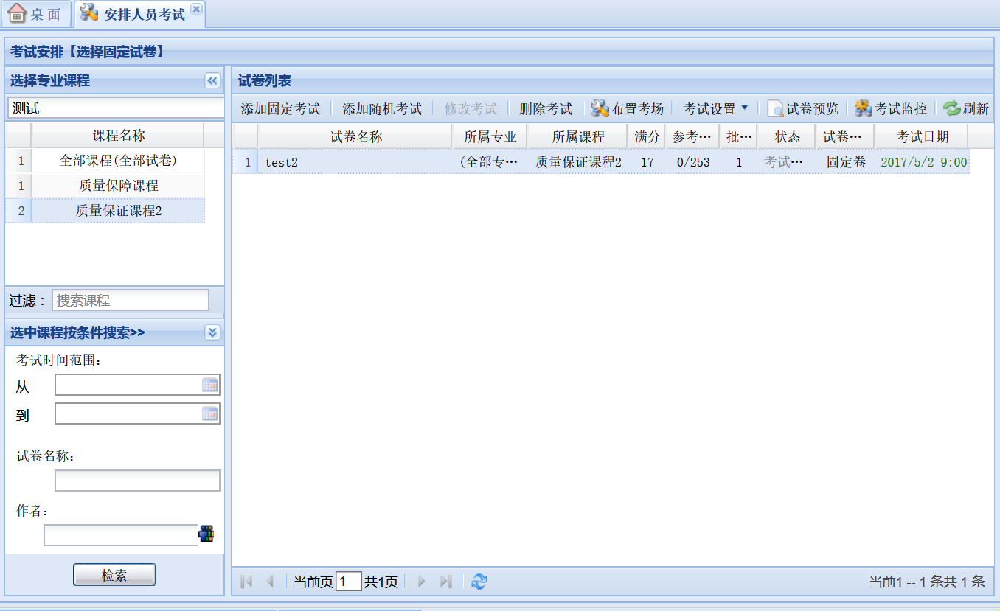 桌 面
安排人员考试
考试安排【选择固定试卷】
选择专业课程
测试
课程名称
1 全部课程(全部试卷)
1 质量保障课程
2 质量保证课程2
过滤： 搜索课程
选中课程按条件搜索>>
考试时间范围:
从
到
试卷名称:
作者:
检索
试卷列表
添加固定考试 添加随机考试 修改考试 删除考试 布置考场 考试设置 试卷预览 考试监控 刷新
试卷名称 所属专业 所属课程 满分 参考… 批… 状态 试卷… 考试日期
1 test2 (全部专… 质量保证课程2 17 0/253 1 考试… 固定卷 2017/5/2 9:00
当前页 1 共1页
当前1 -- 1 条共 1 条